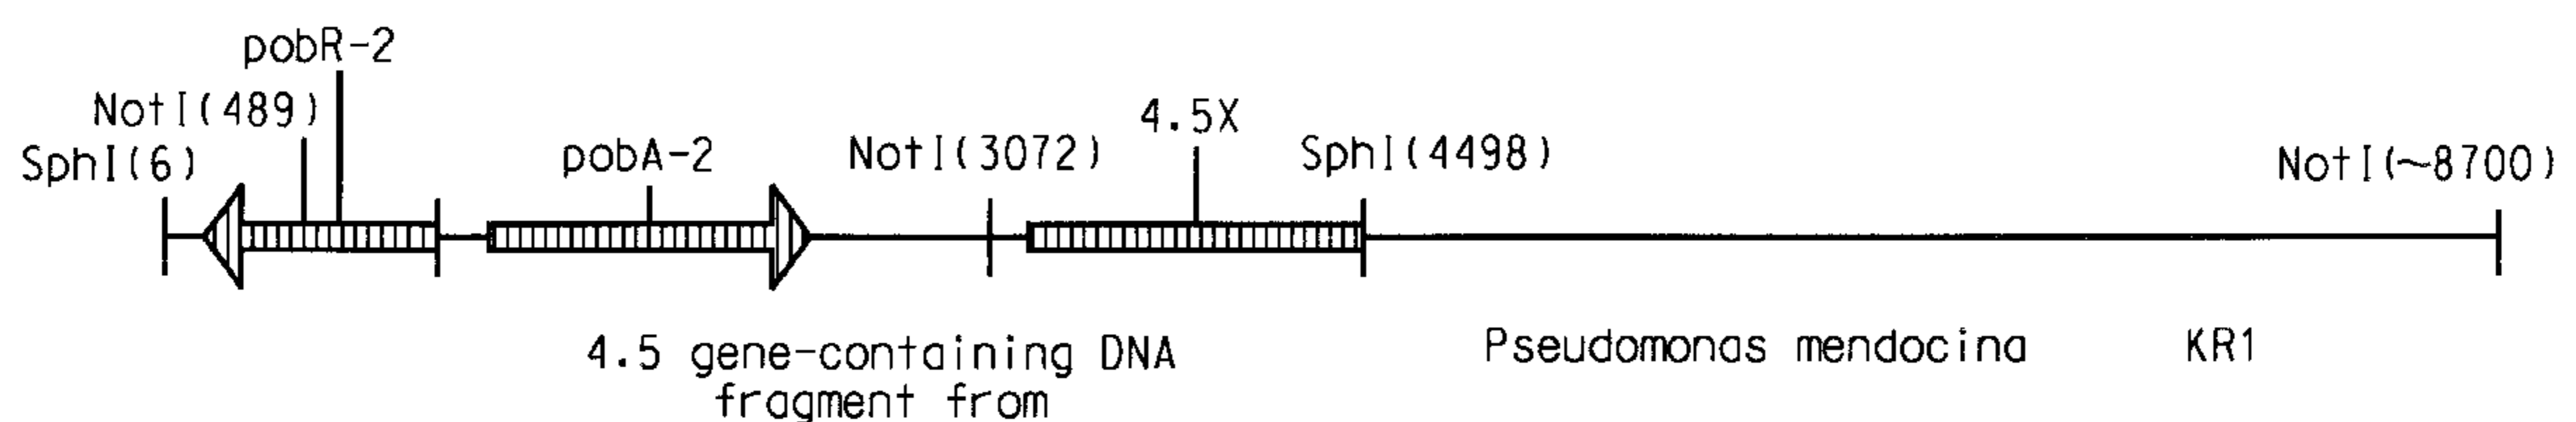 pobR-2
NotI(489)
4.5X
SphI(6)
pobA-2
NotI(3072)
SphI(4498)
NotI(~8700)
4.5 gene-containing DNA
fragment from
Pseudomonas mendocina KR1